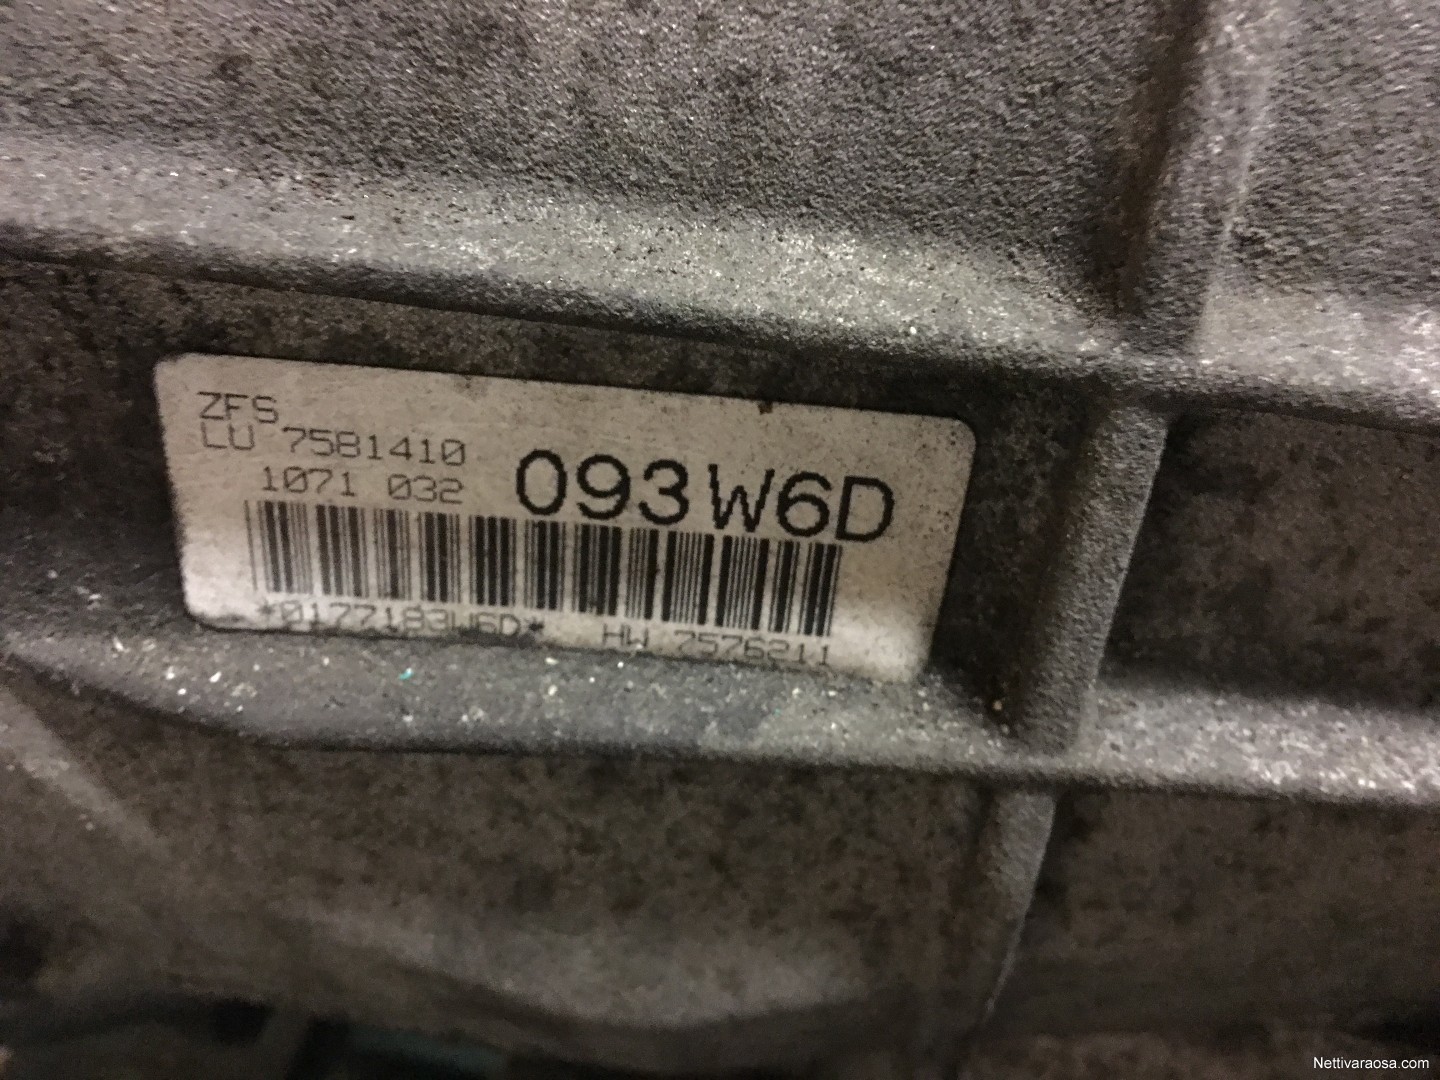 ZFS
LU 7581410
1071 032
093W6D
*0177183W6D* HW 7576211
Nettivaraosa.com